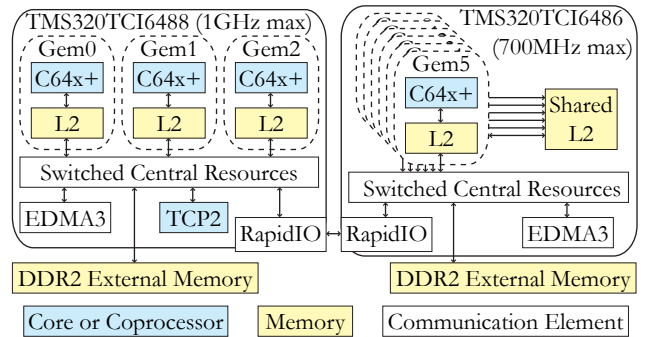 TMS320TCI6488 (1GHz max)
Gem0
Gem1
Gem2
C64x+
C64x+
C64x+
L2
L2
L2
Switched Central Resources
EDMA3
TCP2
RapidIO
DDR2 External Memory
TMS320TCI6486
(700MHz max)
Gem5
C64x+
L2
Shared
L2
Switched Central Resources
RapidIO
EDMA3
DDR2 External Memory
Core or Coprocessor
Memory
Communication Element